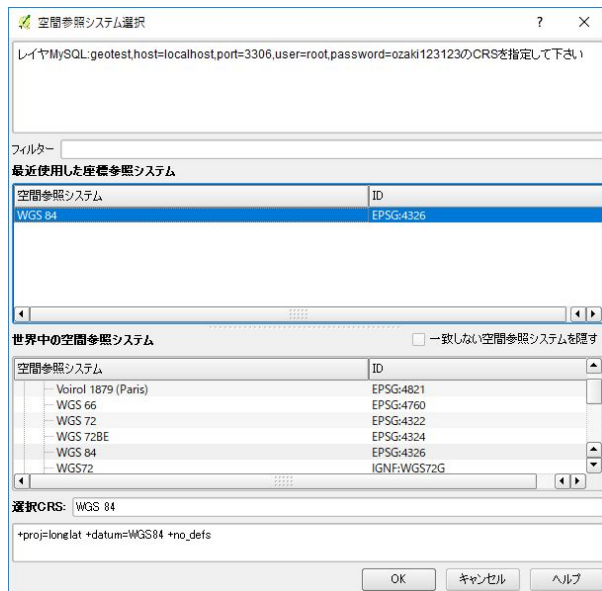 空間参照システム選択
?
レイヤMySQL:geotest,host=localhost,port=3306,user=root,password=ozaki123123のCRSを指定して下さい
フィルター
最近使用した座標参照システム
空間参照システム ID
WGS 84 EPSG:4326
世界中の空間参照システム 一致しない空間参照システムを隠す
空間参照システム ID
Voirol 1879 (Paris) EPSG:4821
WGS 66 EPSG:4760
WGS 72 EPSG:4322
WGS 72BE EPSG:4324
WGS 84 EPSG:4326
WGS72 IGNF:WGS72G
選択CRS: WGS 84
+proj=longlat +datum=WGS84 +no_defs
OK キャンセル ヘルプ